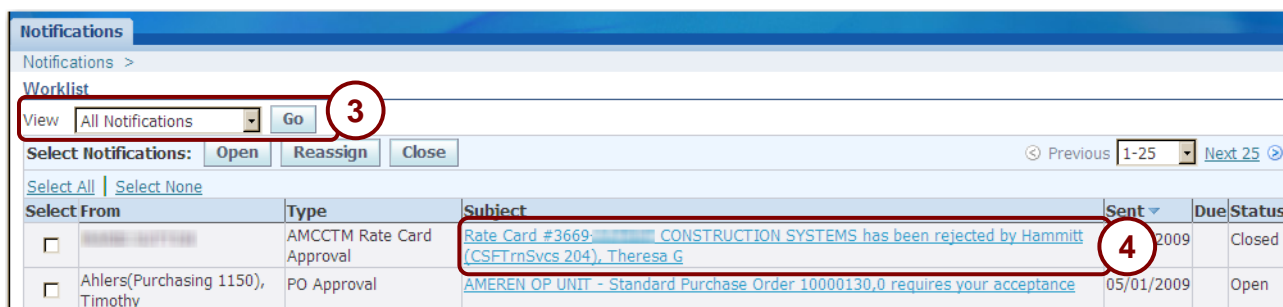 Notifications
Notifications >
Worklist
View All Notifications Go 3
Select Notifications: Open Reassign Close Previous 1-25 Next 25
Select All | Select None
Select From Type Subject Sent Due Status
AMCCTM Rate Card Approval Rate Card #3669- CONSTRUCTION SYSTEMS has been rejected by Hammitt (CSFTrnSvcs 204), Theresa G 4 2009 Closed
Ahlers(Purchasing 1150), Timothy PO Approval AMEREN OP UNIT - Standard Purchase Order 10000130,0 requires your acceptance 05/01/2009 Open